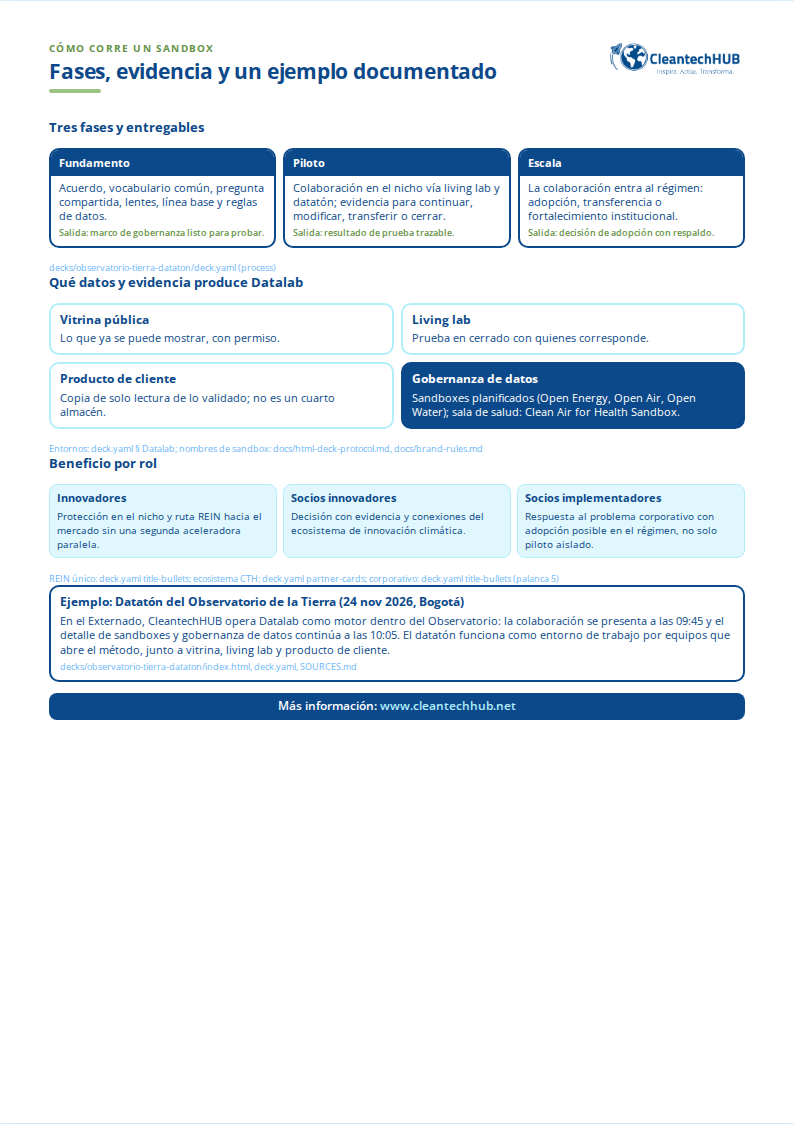 CÓMO CORRE UN SANDBOX
Fases, evidencia y un ejemplo documentado
CleantechHUB
Inspira. Actúa. Transforma.
Tres fases y entregables
Fundamento
Acuerdo, vocabulario común, pregunta
compartida, lentes, línea base y reglas
de datos.
Salida: marco de gobernanza listo para probar.
Piloto
Colaboración en el nicho vía living lab y
datatón; evidencia para continuar,
modificar, transferir o cerrar.
Salida: resultado de prueba trazable.
Escala
La colaboración entra al régimen:
adopción, transferencia o
fortalecimiento institucional.
Salida: decisión de adopción con respaldo.
decks/observatorio-tierra-dataton/deck.yaml (process)
Qué datos y evidencia produce Datalab
Vitrina pública
Lo que ya se puede mostrar, con permiso.
Living lab
Prueba en cerrado con quienes corresponde.
Producto de cliente
Copia de solo lectura de lo validado; no es un cuarto
almacén.
Gobernanza de datos
Sandboxes planificados (Open Energy, Open Air, Open
Water); sala de salud: Clean Air for Health Sandbox.
Entornos: deck.yaml § Datalab; nombres de sandbox: docs/html-deck-protocol.md, docs/brand-rules.md
Beneficio por rol
Innovadores
Protección en el nicho y ruta REIN hacia el
mercado sin una segunda aceleradora
paralela.
Socios innovadores
Decisión con evidencia y conexiones del
ecosistema de innovación climática.
Socios implementadores
Respuesta al problema corporativo con
adopción posible en el régimen, no solo
piloto aislado.
REIN único: deck.yaml title-bullets; ecosistema CTH: deck.yaml partner-cards; corporativo: deck.yaml title-bullets (palanca 5)
Ejemplo: Datatón del Observatorio de la Tierra (24 nov 2026, Bogotá)
En el Externado, CleantechHUB opera Datalab como motor dentro del Observatorio: la colaboración se presenta a las 09:45 y el
detalle de sandboxes y gobernanza de datos continúa a las 10:05. El datatón funciona como entorno de trabajo por equipos que
abre el método, junto a vitrina, living lab y producto de cliente.
decks/observatorio-tierra-dataton/index.html, deck.yaml, SOURCES.md
Más información: www.cleantechhub.net